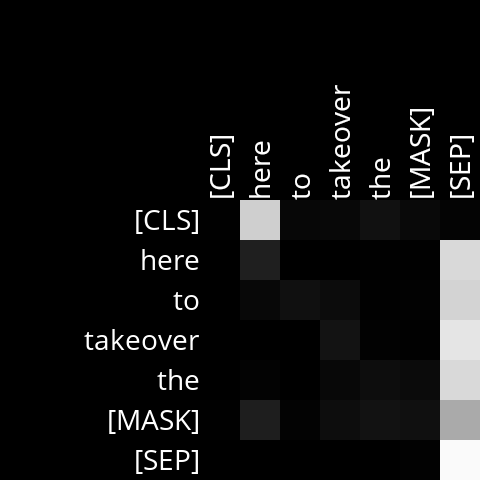 [CLS] here to takeover the [MASK] [SEP]
[CLS]
here
to
takeover
the
[MASK]
[SEP]